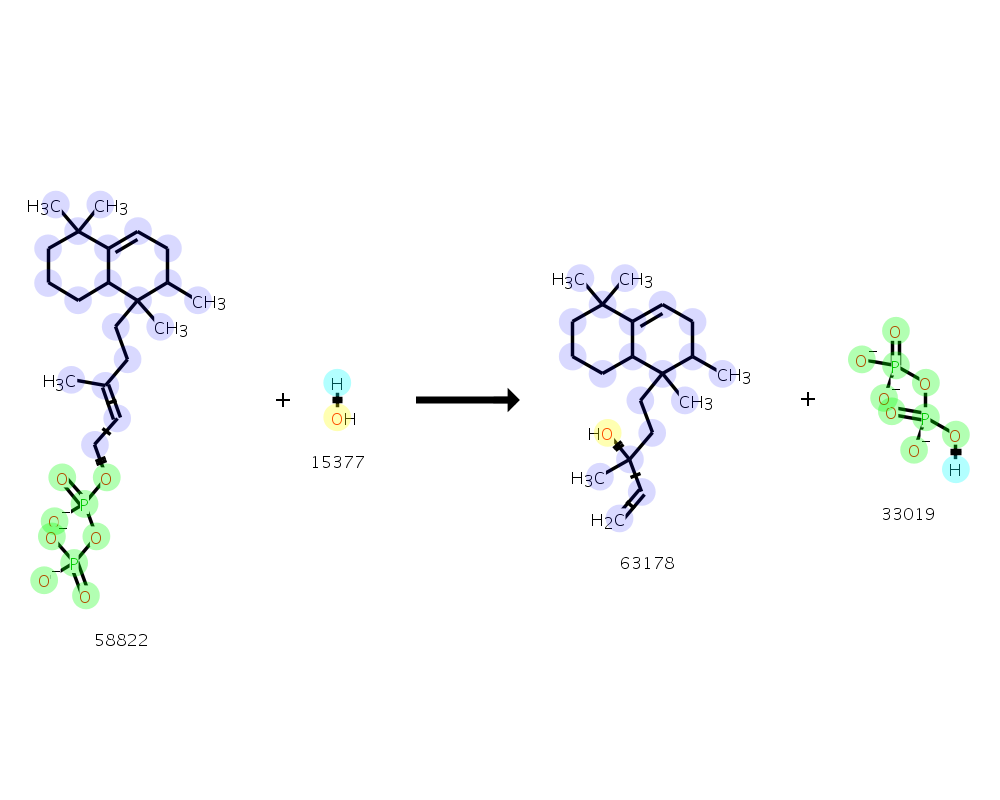 H3C CH3
CH3
CH3
H3C
O
O P
O−
O− O
P
O− O
58822
+
H
OH
15377
H3C CH3
CH3
CH3
HO
H3C
H2C
63178
+
O
O− P
O− O
O P
O− O
H
33019